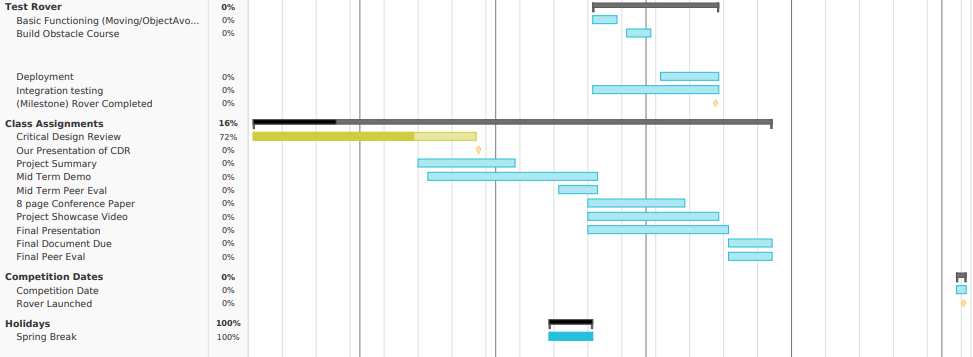 Test Rover 0%
Basic Functioning (Moving/ObjectAvo... 0%
Build Obstacle Course 0%
Deployment 0%
Integration testing 0%
(Milestone) Rover Completed 0%
Class Assignments 16%
Critical Design Review 72%
Our Presentation of CDR 0%
Project Summary 0%
Mid Term Demo 0%
Mid Term Peer Eval 0%
8 page Conference Paper 0%
Project Showcase Video 0%
Final Presentation 0%
Final Document Due 0%
Final Peer Eval 0%
Competition Dates 0%
Competition Date 0%
Rover Launched 0%
Holidays 100%
Spring Break 100%